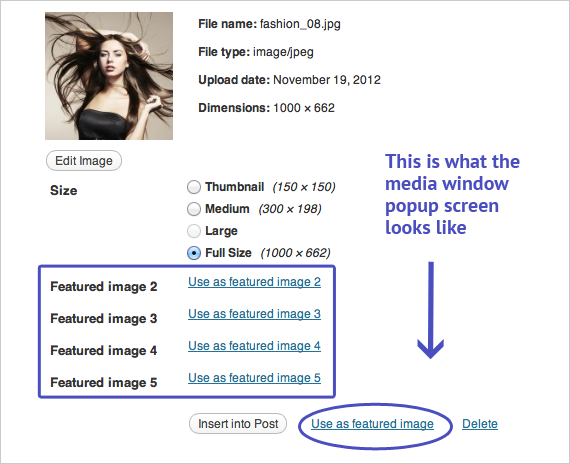 File name: fashion_08.jpg
File type: image/jpeg
Upload date: November 19, 2012
Dimensions: 1000 × 662
Edit Image
Size
Thumbnail (150 × 150)
Medium (300 × 198)
Large
Full Size (1000 × 662)
This is what the
media window
popup screen
looks like
Featured image 2 Use as featured image 2
Featured image 3 Use as featured image 3
Featured image 4 Use as featured image 4
Featured image 5 Use as featured image 5
Insert into Post Use as featured image Delete